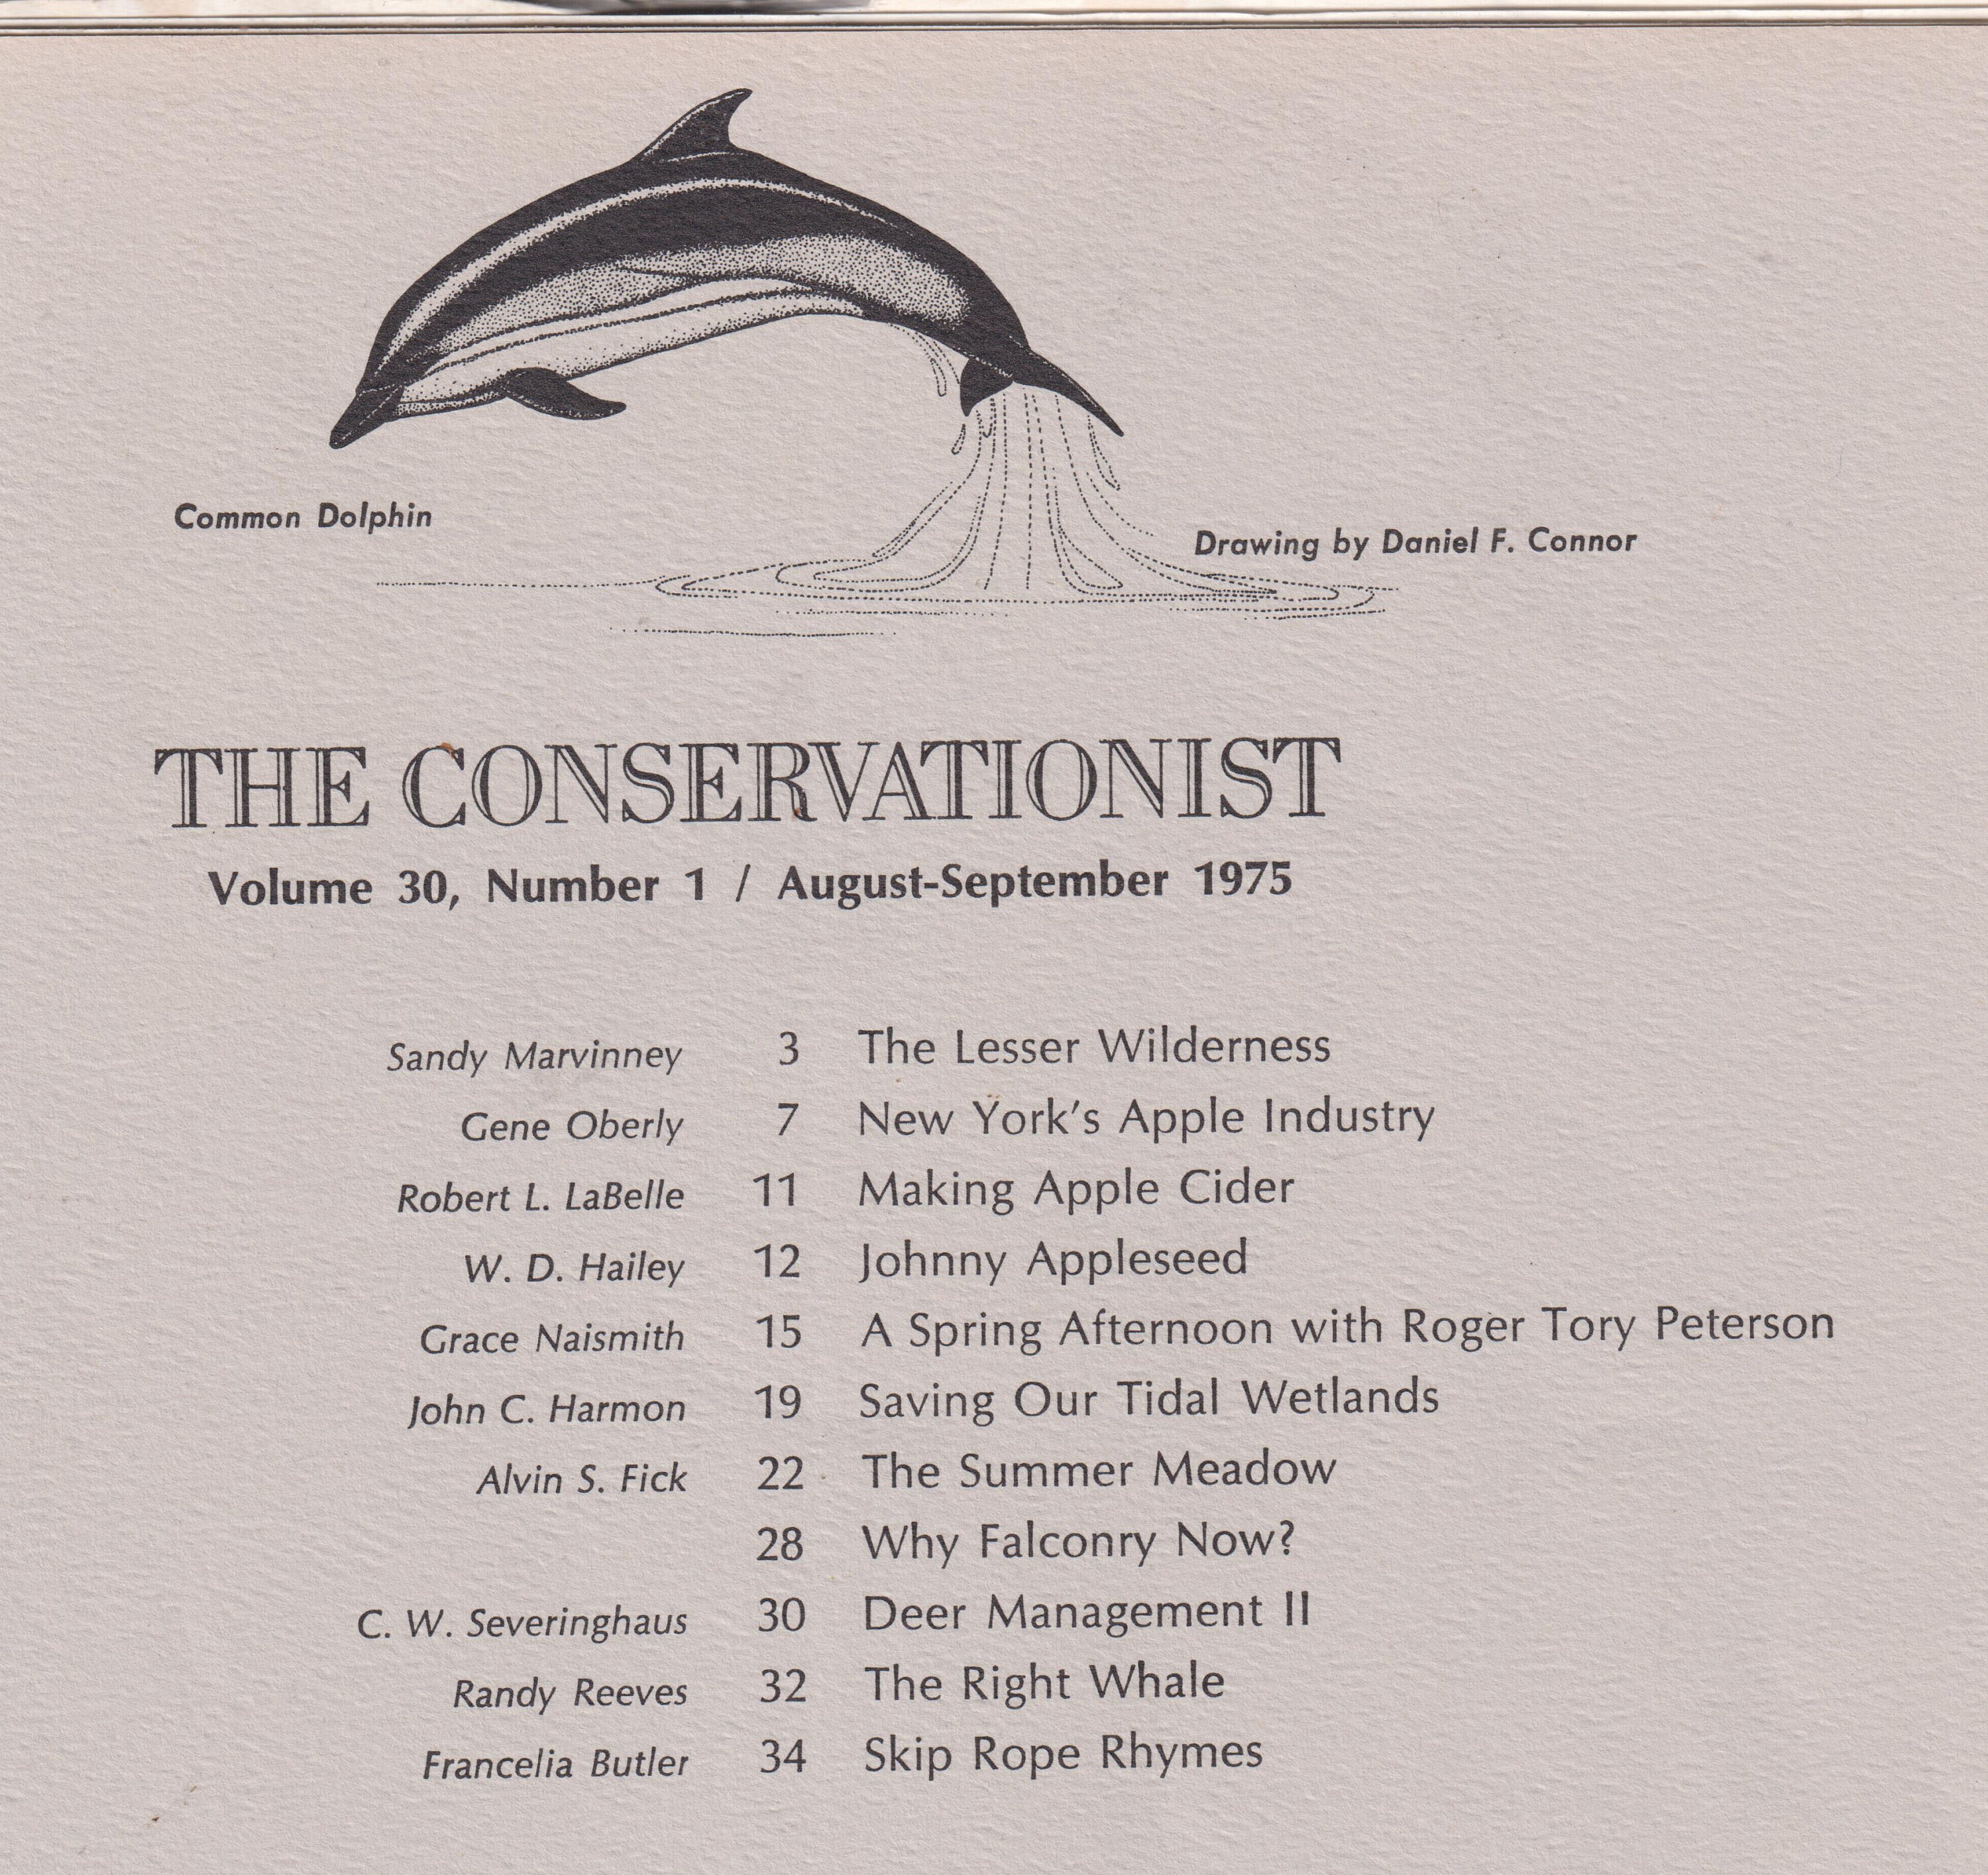 Common Dolphin
Drawing by Daniel F. Connor
THE CONSERVATIONIST
Volume 30, Number 1 / August-September 1975
Sandy Marvinney 3 The Lesser Wilderness
Gene Oberly 7 New York's Apple Industry
Robert L. LaBelle 11 Making Apple Cider
W. D. Hailey 12 Johnny Appleseed
Grace Naismith 15 A Spring Afternoon with Roger Tory Peterson
John C. Harmon 19 Saving Our Tidal Wetlands
Alvin S. Fick 22 The Summer Meadow
28 Why Falconry Now?
C. W. Severinghaus 30 Deer Management II
Randy Reeves 32 The Right Whale
Francelia Butler 34 Skip Rope Rhymes